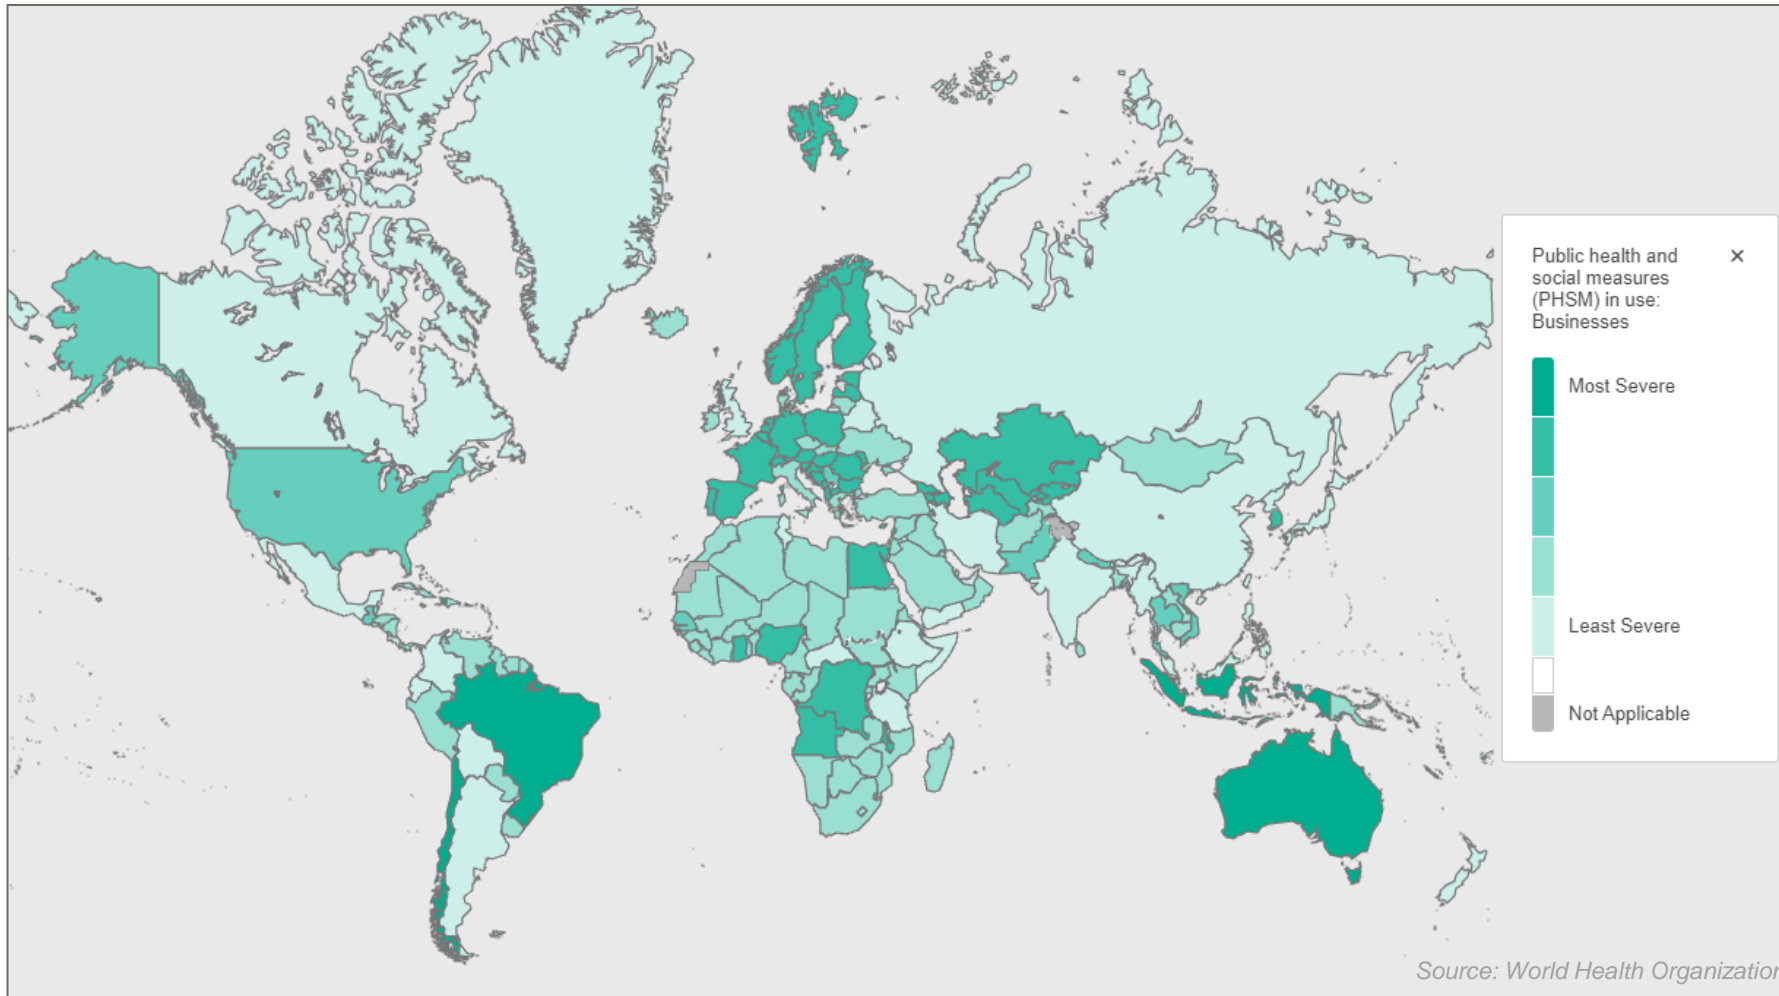 Public health and
social measures
(PHSM) in use:
Businesses
×
Most Severe
Least Severe
Not Applicable
Source: World Health Organization